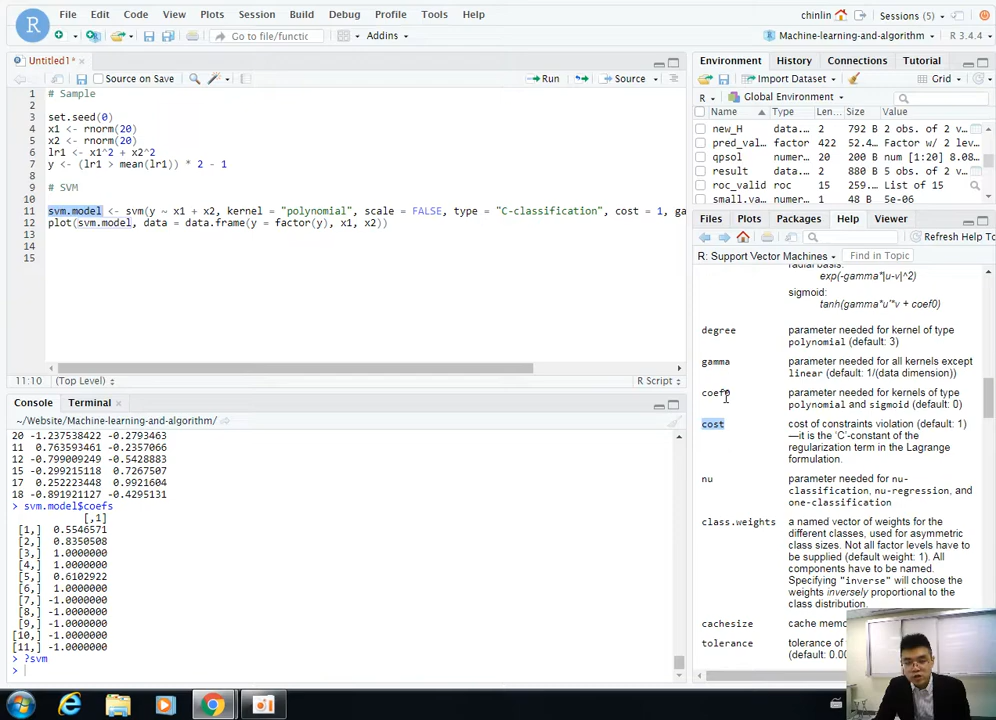 File Edit Code View Plots Session Build Debug Profile Tools Help
chinlin Sessions (5)
Go to file/functic Addins
Machine-learning-and-algorithm R 3.4.4
Untitled1*
Source on Save Run Source
1 # Sample
2
3 set.seed(0)
4 x1 <- rnorm(20)
5 x2 <- rnorm(20)
6 lr1 <- x1^2 + x2^2
7 y <- (lr1 > mean(lr1)) * 2 - 1
8
9 # SVM
10
11 svm.model <- svm(y ~ x1 + x2, kernel = "polynomial", scale = FALSE, type = "C-classification", cost = 1, ga
12 plot(svm.model, data = data.frame(y = factor(y), x1, x2))
13
14
15
11:10 (Top Level) R Script
Console Terminal
~/Website/Machine-learning-and-algorithm/
20 -1.237538422 -0.2793463
11 0.763593461 -0.2357066
12 -0.799009249 -0.5428883
15 -0.299215118 0.7267507
17 0.252223448 0.9921604
18 -0.891921127 -0.4295131
> svm.model$coefs
[,1]
[1,] 0.5546571
[2,] 0.8350508
[3,] 1.0000000
[4,] 1.0000000
[5,] 0.6102922
[6,] 1.0000000
[7,] -1.0000000
[8,] -1.0000000
[9,] -1.0000000
[10,] -1.0000000
[11,] -1.0000000
> ?svm
>
Environment History Connections Tutorial
Import Dataset Grid
R Global Environment
Name Type Len... Size Value
new_H data.... 2 792 B 2 obs. of 2 v...
pred_val... factor 422 52.4... Factor w/ 2 lev...
qpsol numer... 20 200 B num [1:20] 8.08...
result data.... 2 880 B 5 obs. of 2 v...
roc_valid roc 15 259... List of 15
small.va... numer... 1 48 B 5e-06
Files Plots Packages Help Viewer
Refresh Help To
R: Support Vector Machines Find in Topic
radial basis:
exp(-gamma*|u-v|^2)
sigmoid:
tanh(gamma*u'*v + coef0)
degree parameter needed for kernel of type
polynomial (default: 3)
gamma parameter needed for all kernels except
linear (default: 1/(data dimension))
coef0 parameter needed for kernels of type
polynomial and sigmoid (default: 0)
cost cost of constraints violation (default: 1)
—it is the ‘C’-constant of the
regularization term in the Lagrange
formulation.
nu parameter needed for nu-
classification, nu-regression, and
one-classification
class.weights a named vector of weights for the
different classes, used for asymmetric
class sizes. Not all factor levels have to
be supplied (default weight: 1). All
components have to be named.
Specifying "inverse" will choose the
weights inversely proportional to the
class distribution.
cachesize cache mem
tolerance tolerance of
(default: 0.00